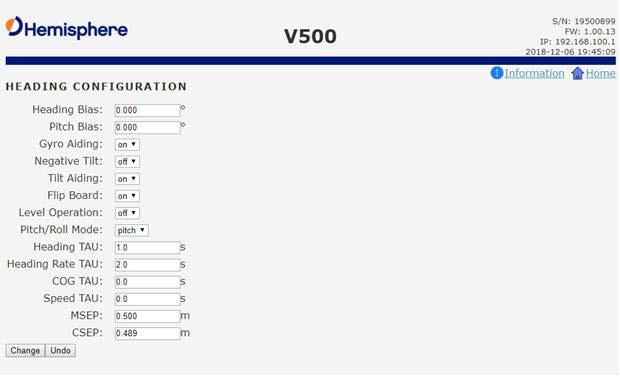 Hemisphere
V500
S/N: 19500899
FW: 1.00.13
IP: 192.168.100.1
2018-12-06 19:45:09
Information Home
HEADING CONFIGURATION
Heading Bias: 0.000 °
Pitch Bias: 0.000 °
Gyro Aiding: on
Negative Tilt: off
Tilt Aiding: on
Flip Board: on
Level Operation: off
Pitch/Roll Mode: pitch
Heading TAU: 1.0 s
Heading Rate TAU: 2.0 s
COG TAU: 0.0 s
Speed TAU: 0.0 s
MSEP: 0.500 m
CSEP: 0.489 m
Change Undo